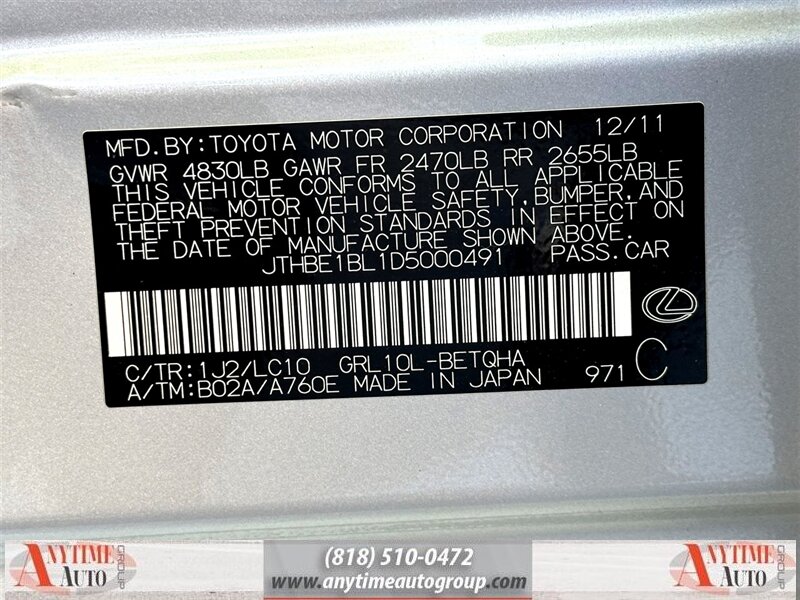 MFD.BY:TOYOTA MOTOR CORPORATION 12/11
GVWR 4830LB GAWR FR 2470LB RR 2655LB
THIS VEHICLE CONFORMS TO ALL APPLICABLE
FEDERAL MOTOR VEHICLE SAFETY,BUMPER,AND
THEFT PREVENTION STANDARDS IN EFFECT ON
THE DATE OF MANUFACTURE SHOWN ABOVE.
JTHBE1BL1D5000491 PASS.CAR
C/TR:1J2/LC10 GRL10L-BETQHA
A/TM:B02A/A760E MADE IN JAPAN 971 C
ANYTIME AUTO GROUP
(818) 510-0472
www.anytimeautogroup.com
ANYTIME AUTO GROUP